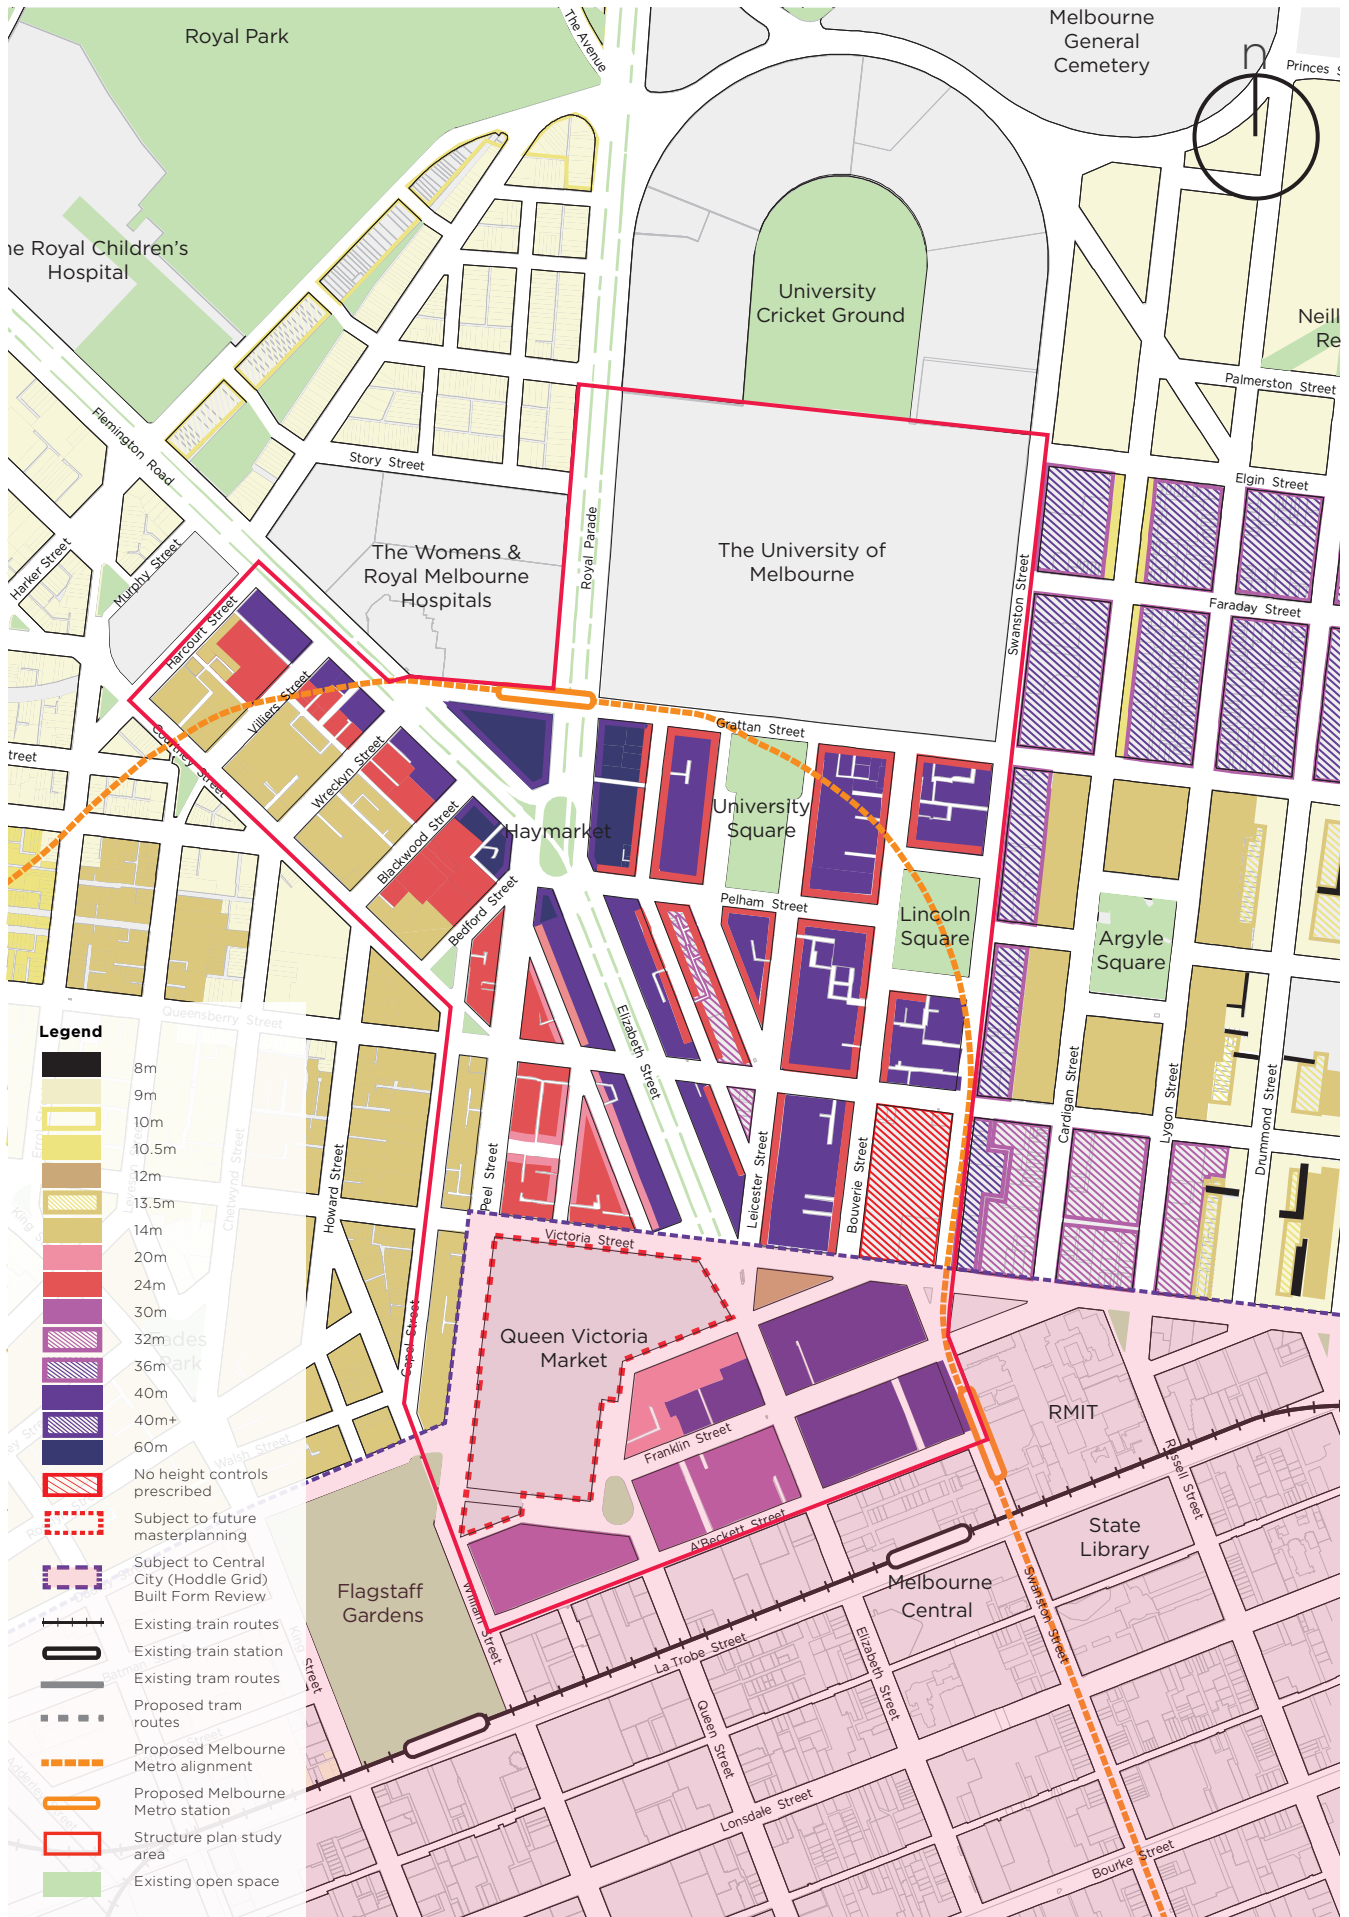 Royal Park
The Avenue
Melbourne
General
Cemetery
n
Princes S
he Royal Children's
Hospital
University
Cricket Ground
Neill
Re
Palmerston Street
Flemington Road
Story Street
Elgin Street
Harker Street
Murphy Street
The Womens &
Royal Melbourne
Hospitals
Royal Parade
The University of
Melbourne
Swanston Street
Faraday Street
Harcourt Street
Villiers Street
Courtney Street
treet
Wreckyn Street
Blackwood Street
Haymarket
Grattan Street
University
Square
Bedford Street
Pelham Street
Lincoln
Square
Argyle
Square
Queensberry Street
Elizabeth Street
Howard Street
Peel Street
Leicester Street
Bouverie Street
Cardigan Street
Lygon Street
Drummond Street
Chetwynd Street
Victoria Street
Capel Street
Queen Victoria
Market
Franklin Street
A'Beckett Street
RMIT
Russell Street
State
Library
Walsh Street
Flagstaff
Gardens
William Street
Melbourne
Central
La Trobe Street
Swanston Street
Elizabeth Street
Queen Street
Street
Lonsdale Street
Bourke Street
ades
Park
Legend
8m
9m
10m
10.5m
12m
13.5m
14m
20m
24m
30m
32m
36m
40m
40m+
60m
No height controls
prescribed
Subject to future
masterplanning
Subject to Central
City (Hoddle Grid)
Built Form Review
Existing train routes
Existing train station
Existing tram routes
Proposed tram
routes
Proposed Melbourne
Metro alignment
Proposed Melbourne
Metro station
Structure plan study
area
Existing open space